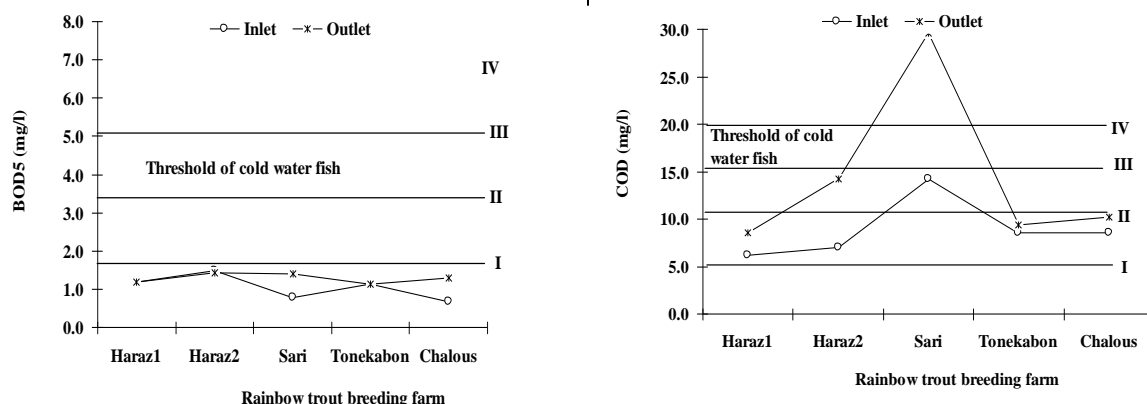 Inlet Outlet
8.0
7.0
6.0
5.0
4.0
3.0
2.0
1.0
0.0
BOD5 (mg/l)
IV
III
Threshold of cold water fish
II
I
Haraz1 Haraz2 Sari Tonekabon Chalous
Rainbow trout breeding farm
Inlet Outlet
30.0
25.0
20.0
15.0
10.0
5.0
0.0
COD (mg/l)
IV
Threshold of cold
water fish
III
II
I
Haraz1 Haraz2 Sari Tonekabon Chalous
Rainbow trout breeding farm